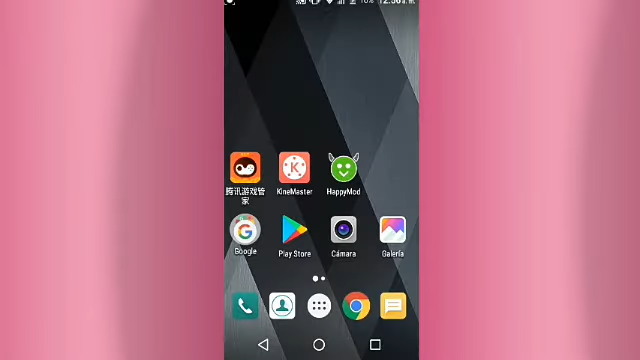 腾讯游戏管
家
KineMaster
HappyMod
Google
Play Store
Cámara
Galería